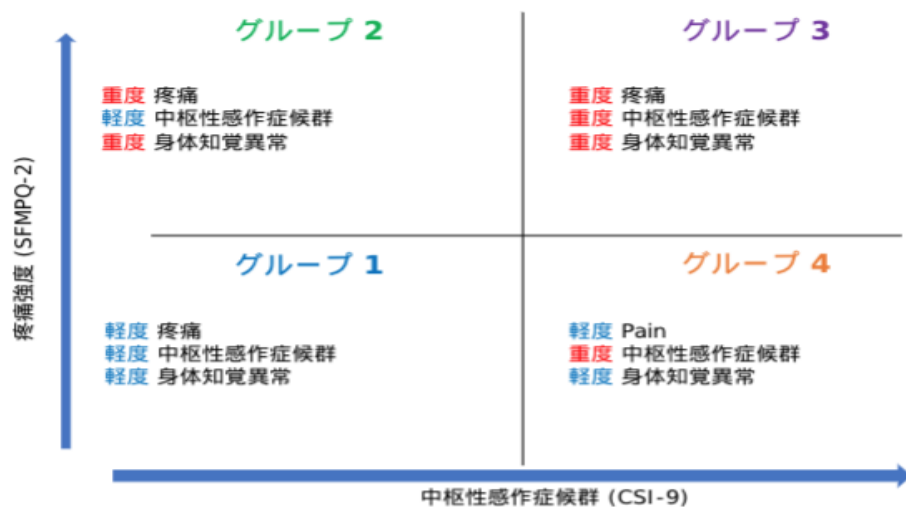 グループ 2
重度 疼痛
軽度 中枢性感作症候群
重度 身体知覚異常
グループ 3
重度 疼痛
重度 中枢性感作症候群
重度 身体知覚異常
疼痛強度 (SFMPQ-2)
グループ 1
軽度 疼痛
軽度 中枢性感作症候群
軽度 身体知覚異常
グループ 4
軽度 Pain
重度 中枢性感作症候群
軽度 身体知覚異常
中枢性感作症候群 (CSI-9)